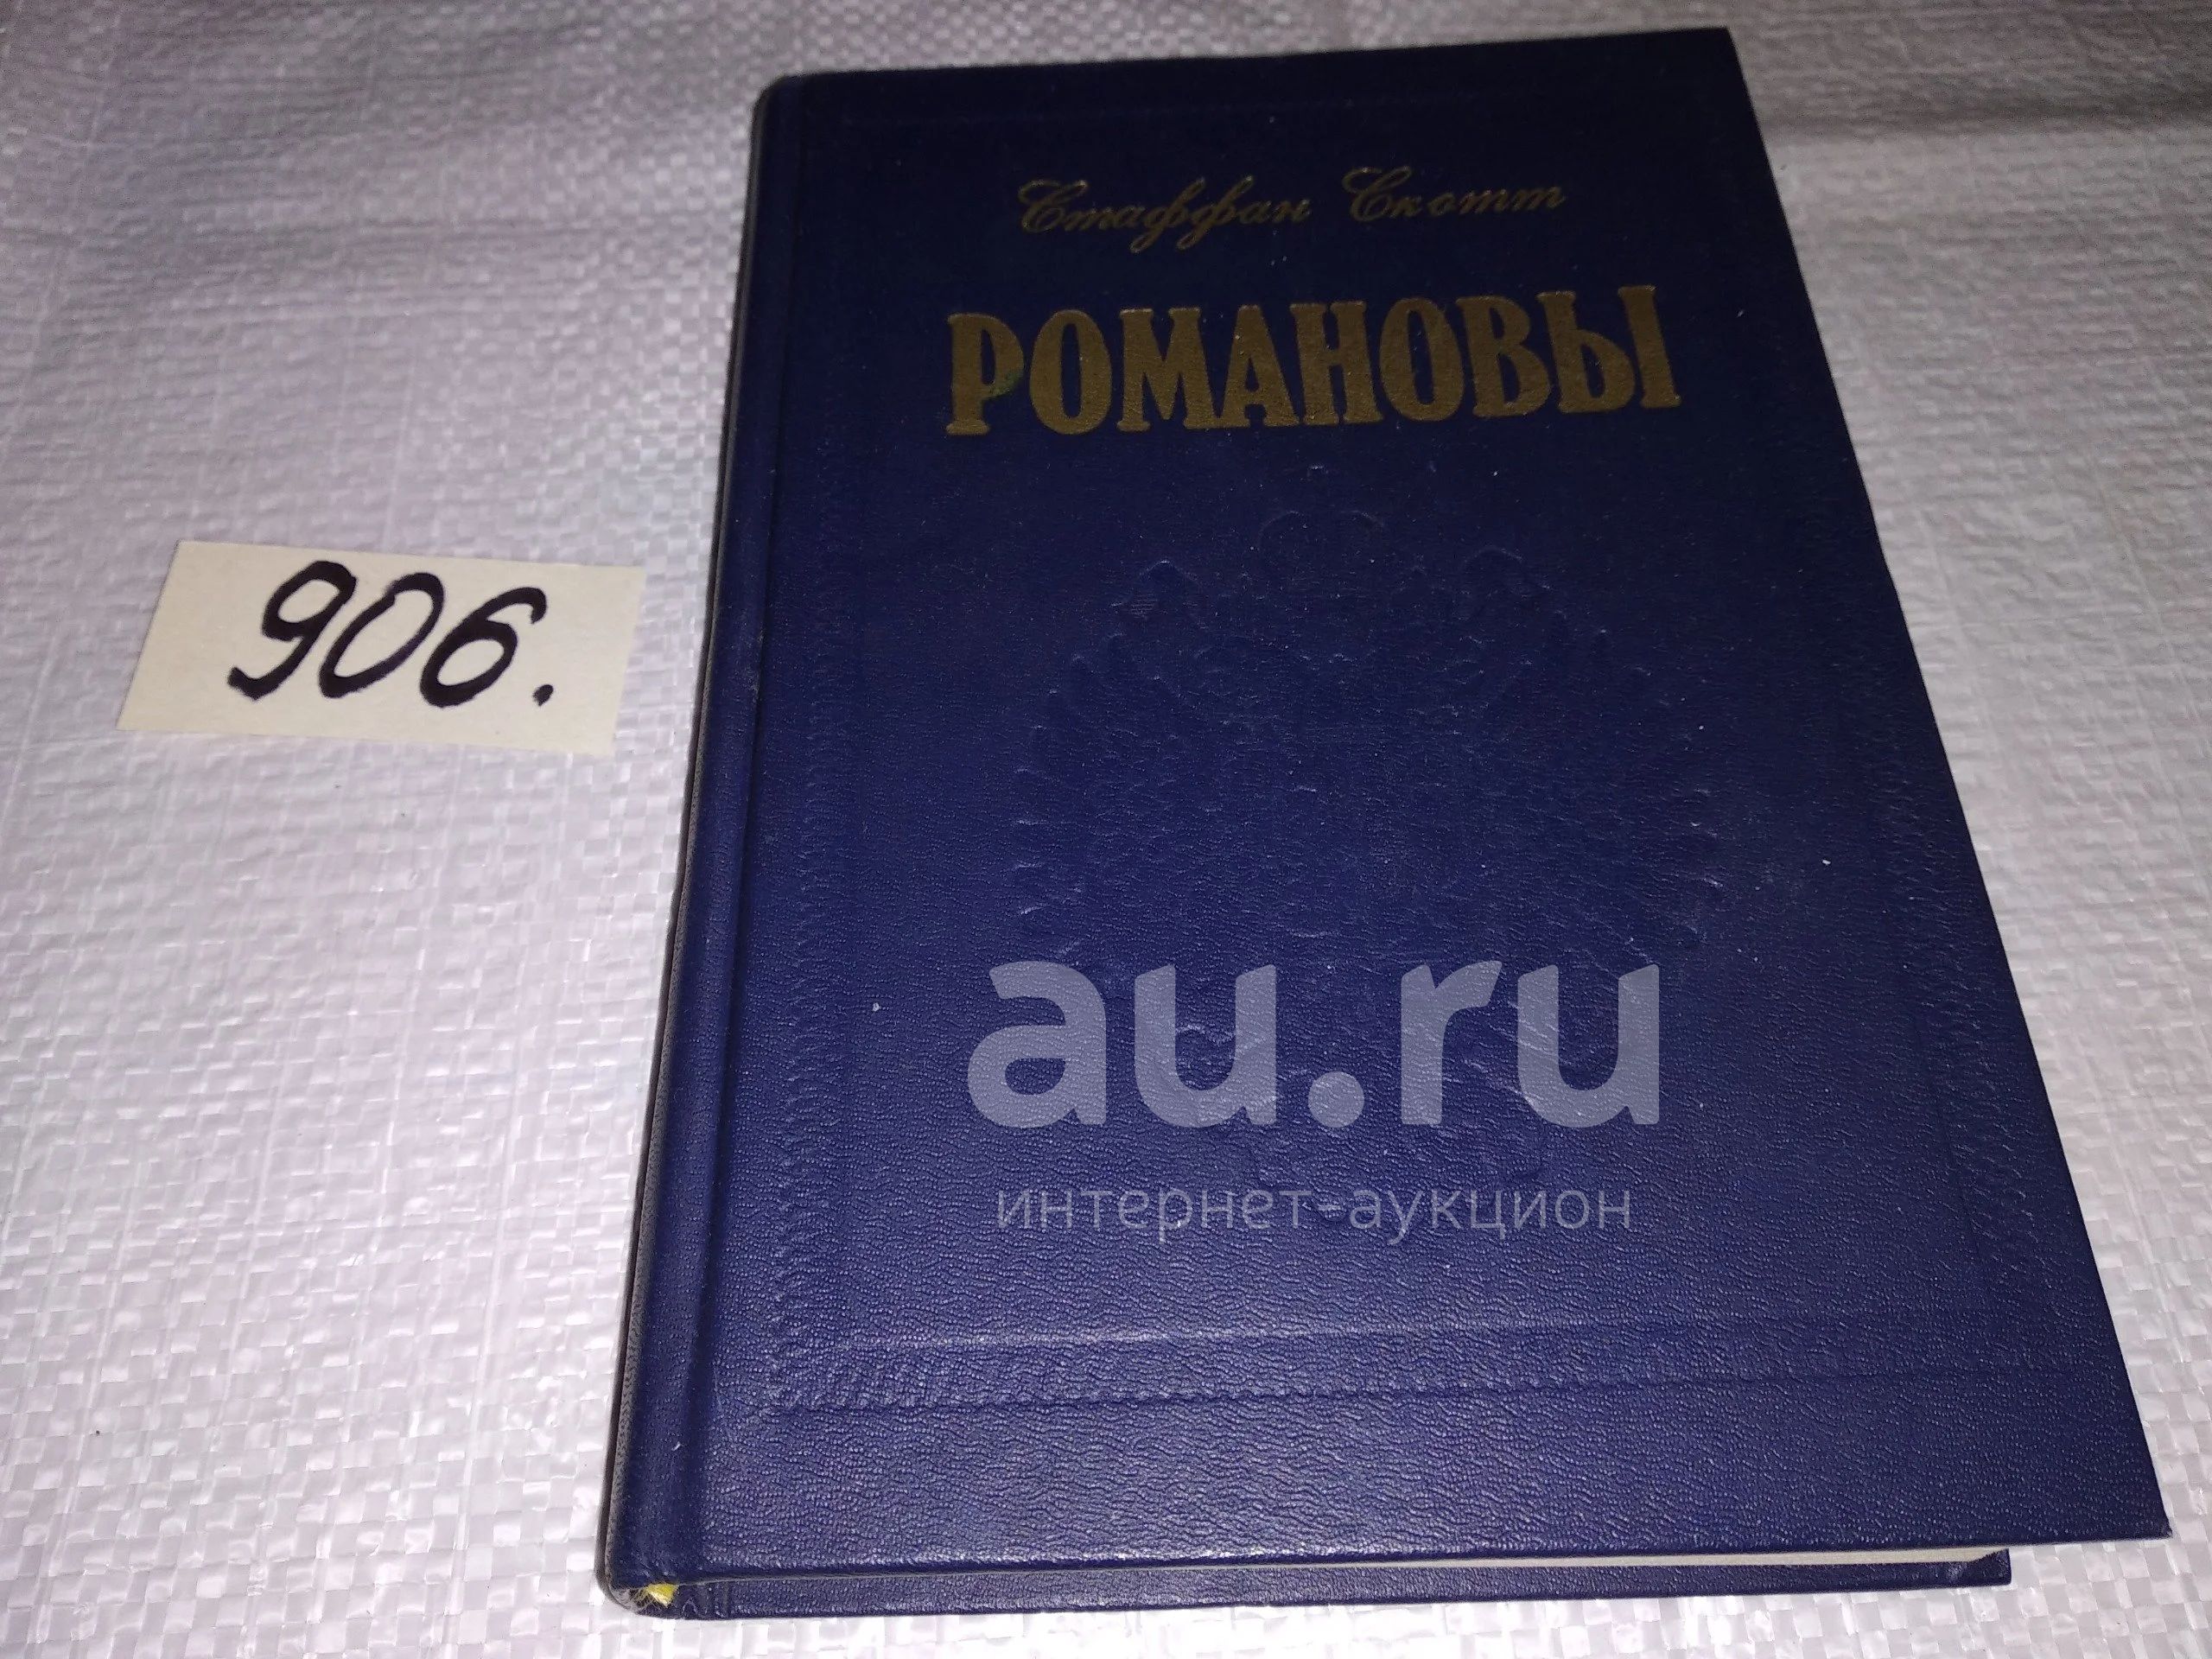 Стаффан Скотт
РОМАНОВЫ
906.
au.ru
интернет-аукцион